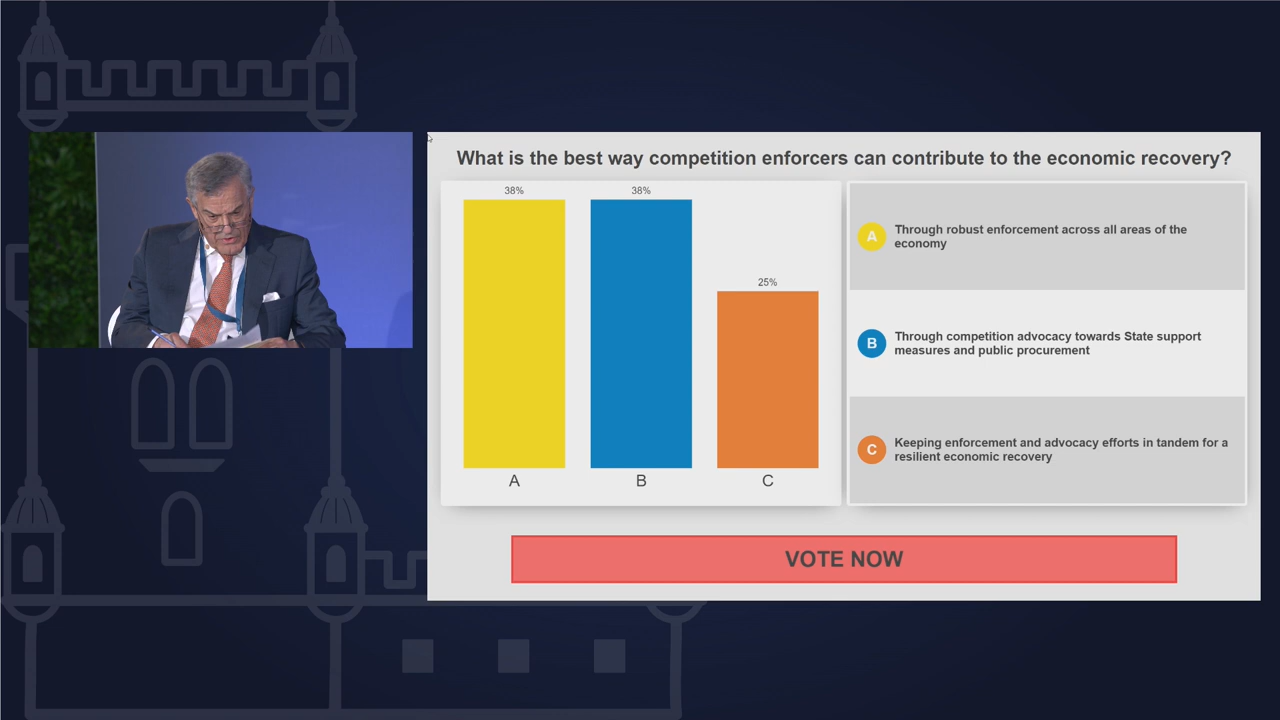 What is the best way competition enforcers can contribute to the economic recovery?
38%
38%
25%
A
B
C
A
Through robust enforcement across all areas of the
economy
B
Through competition advocacy towards State support
measures and public procurement
C
Keeping enforcement and advocacy efforts in tandem for a
resilient economic recovery
VOTE NOW